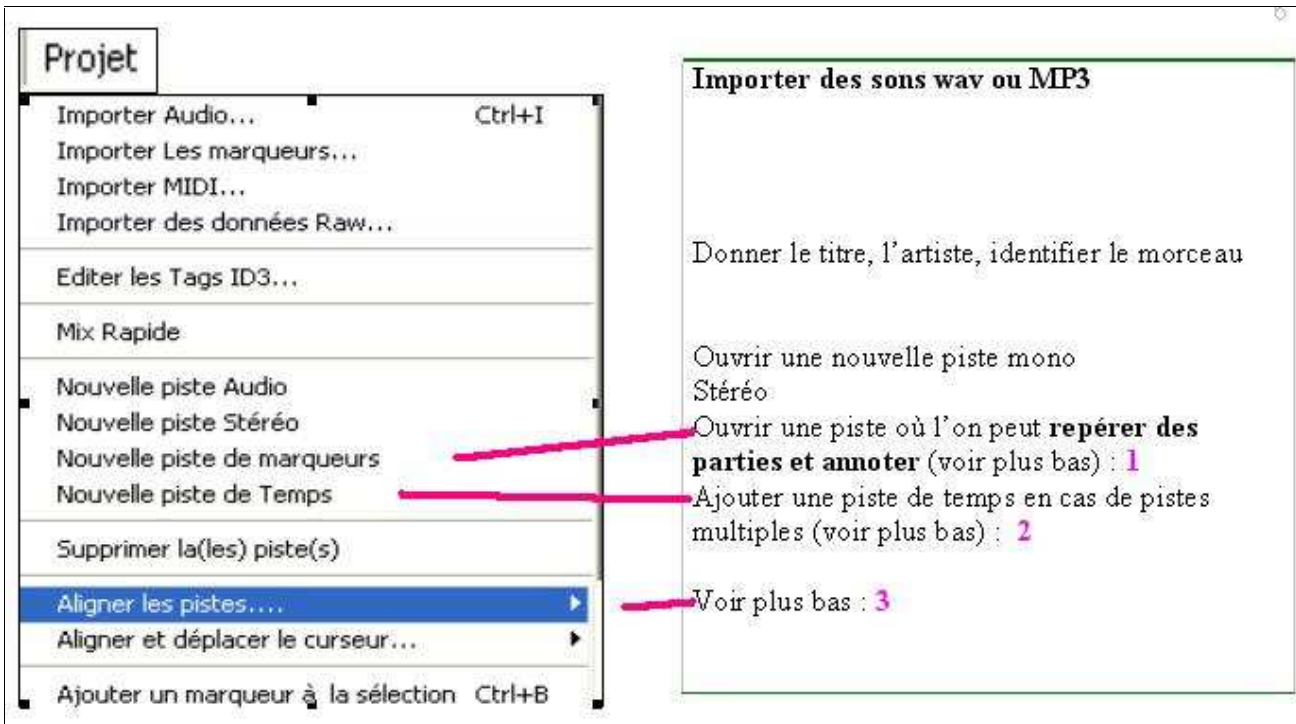 Projet
Importer Audio... Ctrl+I
Importer Les marqueurs...
Importer MIDI...
Importer des données Raw...
Editer les Tags ID3...
Mix Rapide
Nouvelle piste Audio
Nouvelle piste Stéréo
Nouvelle piste de marqueurs
Nouvelle piste de Temps
Supprimer la(les) piste(s)
Aligner les pistes....
Aligner et déplacer le curseur...
Ajouter un marqueur à la sélection Ctrl+B
Importer des sons wav ou MP3
Donner le titre, l'artiste, identifier le morceau
Ouvrir une nouvelle piste mono
Stéréo
Ouvrir une piste où l'on peut repérer des
parties et annoter (voir plus bas) : 1
Ajouter une piste de temps en cas de pistes
multiples (voir plus bas) : 2
Voir plus bas : 3